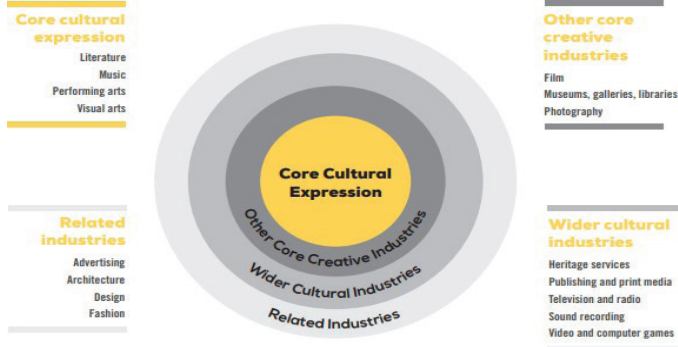 Core cultural
expression
Literature
Music
Performing arts
Visual arts
Other core
creative
industries
Film
Museums, galleries, libraries
Photography
Core Cultural
Expression
Other Core Creative Industries
Wider Cultural Industries
Related Industries
Related
industries
Advertising
Architecture
Design
Fashion
Wider cultural
industries
Heritage services
Publishing and print media
Television and radio
Sound recording
Video and computer games